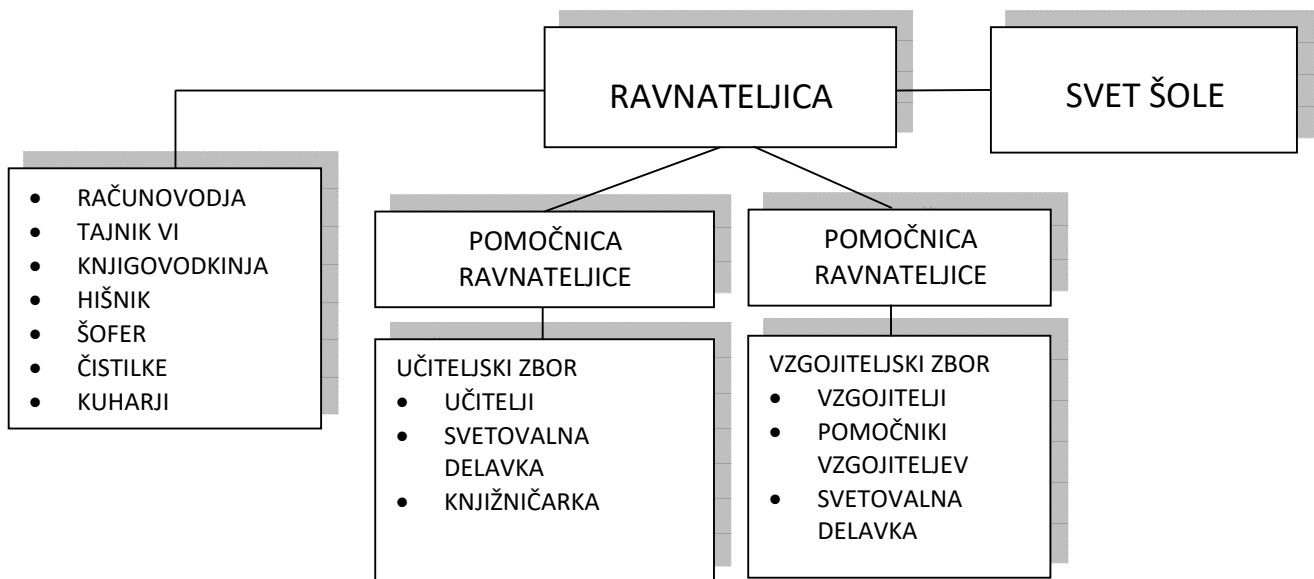 RAVNATELJICA
SVET ŠOLE
• RAČUNOVODJA
• TAJNIK VI
• KNJIGOVODKINJA
• HIŠNIK
• ŠOFER
• ČISTILKE
• KUHARJI
POMOČNICA
RAVNATELJICE
POMOČNICA
RAVNATELJICE
UČITELJSKI ZBOR
• UČITELJI
• SVETOVALNA
DELAVKA
• KNJIŽNIČARKA
VZGOJITELJSKI ZBOR
• VZGOJITELJI
• POMOČNIKI
VZGOJITELJEV
• SVETOVALNA
DELAVKA